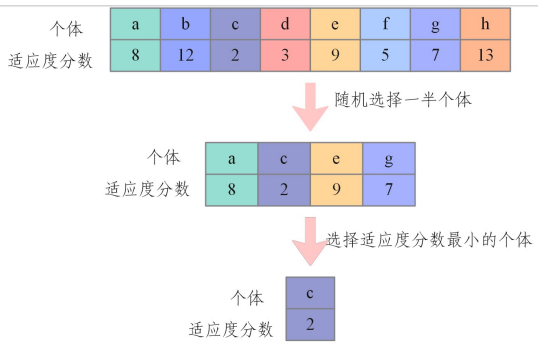 个体 a b c d e f g h
适应度分数 8 12 2 3 9 5 7 13
随机选择一半个体
个体 a c e g
适应度分数 8 2 9 7
选择适应度分数最小的个体
个体 c
适应度分数 2